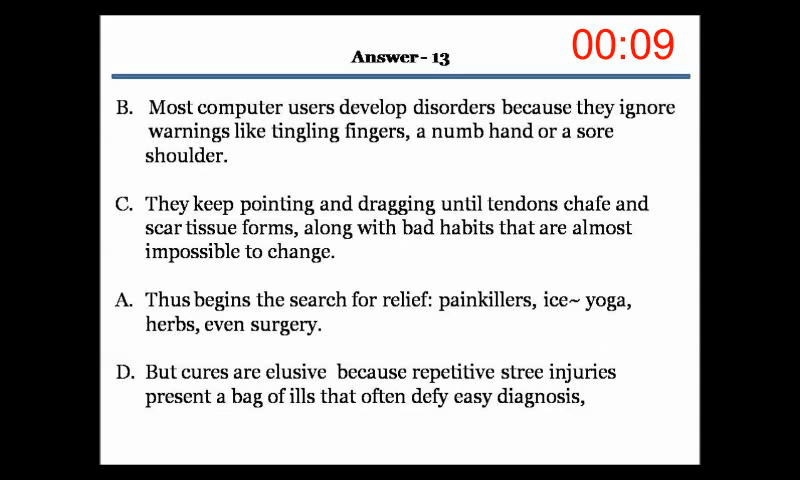 00:09
Answer- 13
B. Most computer users develop disorders because they ignore
warnings like tingling fingers, a numb hand or a sore
shoulder.
C. They keep pointing and dragging until tendons chafe and
scar tissue forms, along with bad habits that are almost
impossible to change.
A. Thus begins the search for relief: painkillers, ice~ yoga,
herbs, even surgery.
D. But cures are elusive because repetitive stree injuries
present a bag of ills that often defy easy diagnosis,